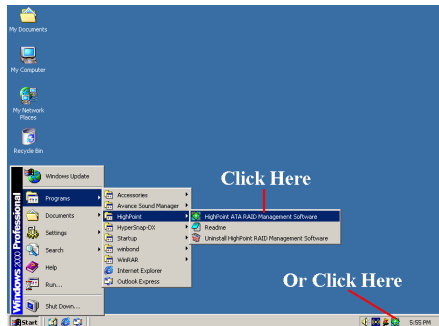 My Documents
My Computer
My Network
Places
Recycle Bin
Click Here
Windows Update
Programs
Documents
Settings
Search
Help
Run...
Shut Down...
Windows 2000 Professional
Accessories
Avance Sound Manager
HighPoint
HyperSnap-DX
Startup
winbond
WinRAR
Internet Explorer
Outlook Express
HighPoint ATA RAID Management Software
Readme
Uninstall HighPoint RAID Management Software
Or Click Here
Start
5:55 PM